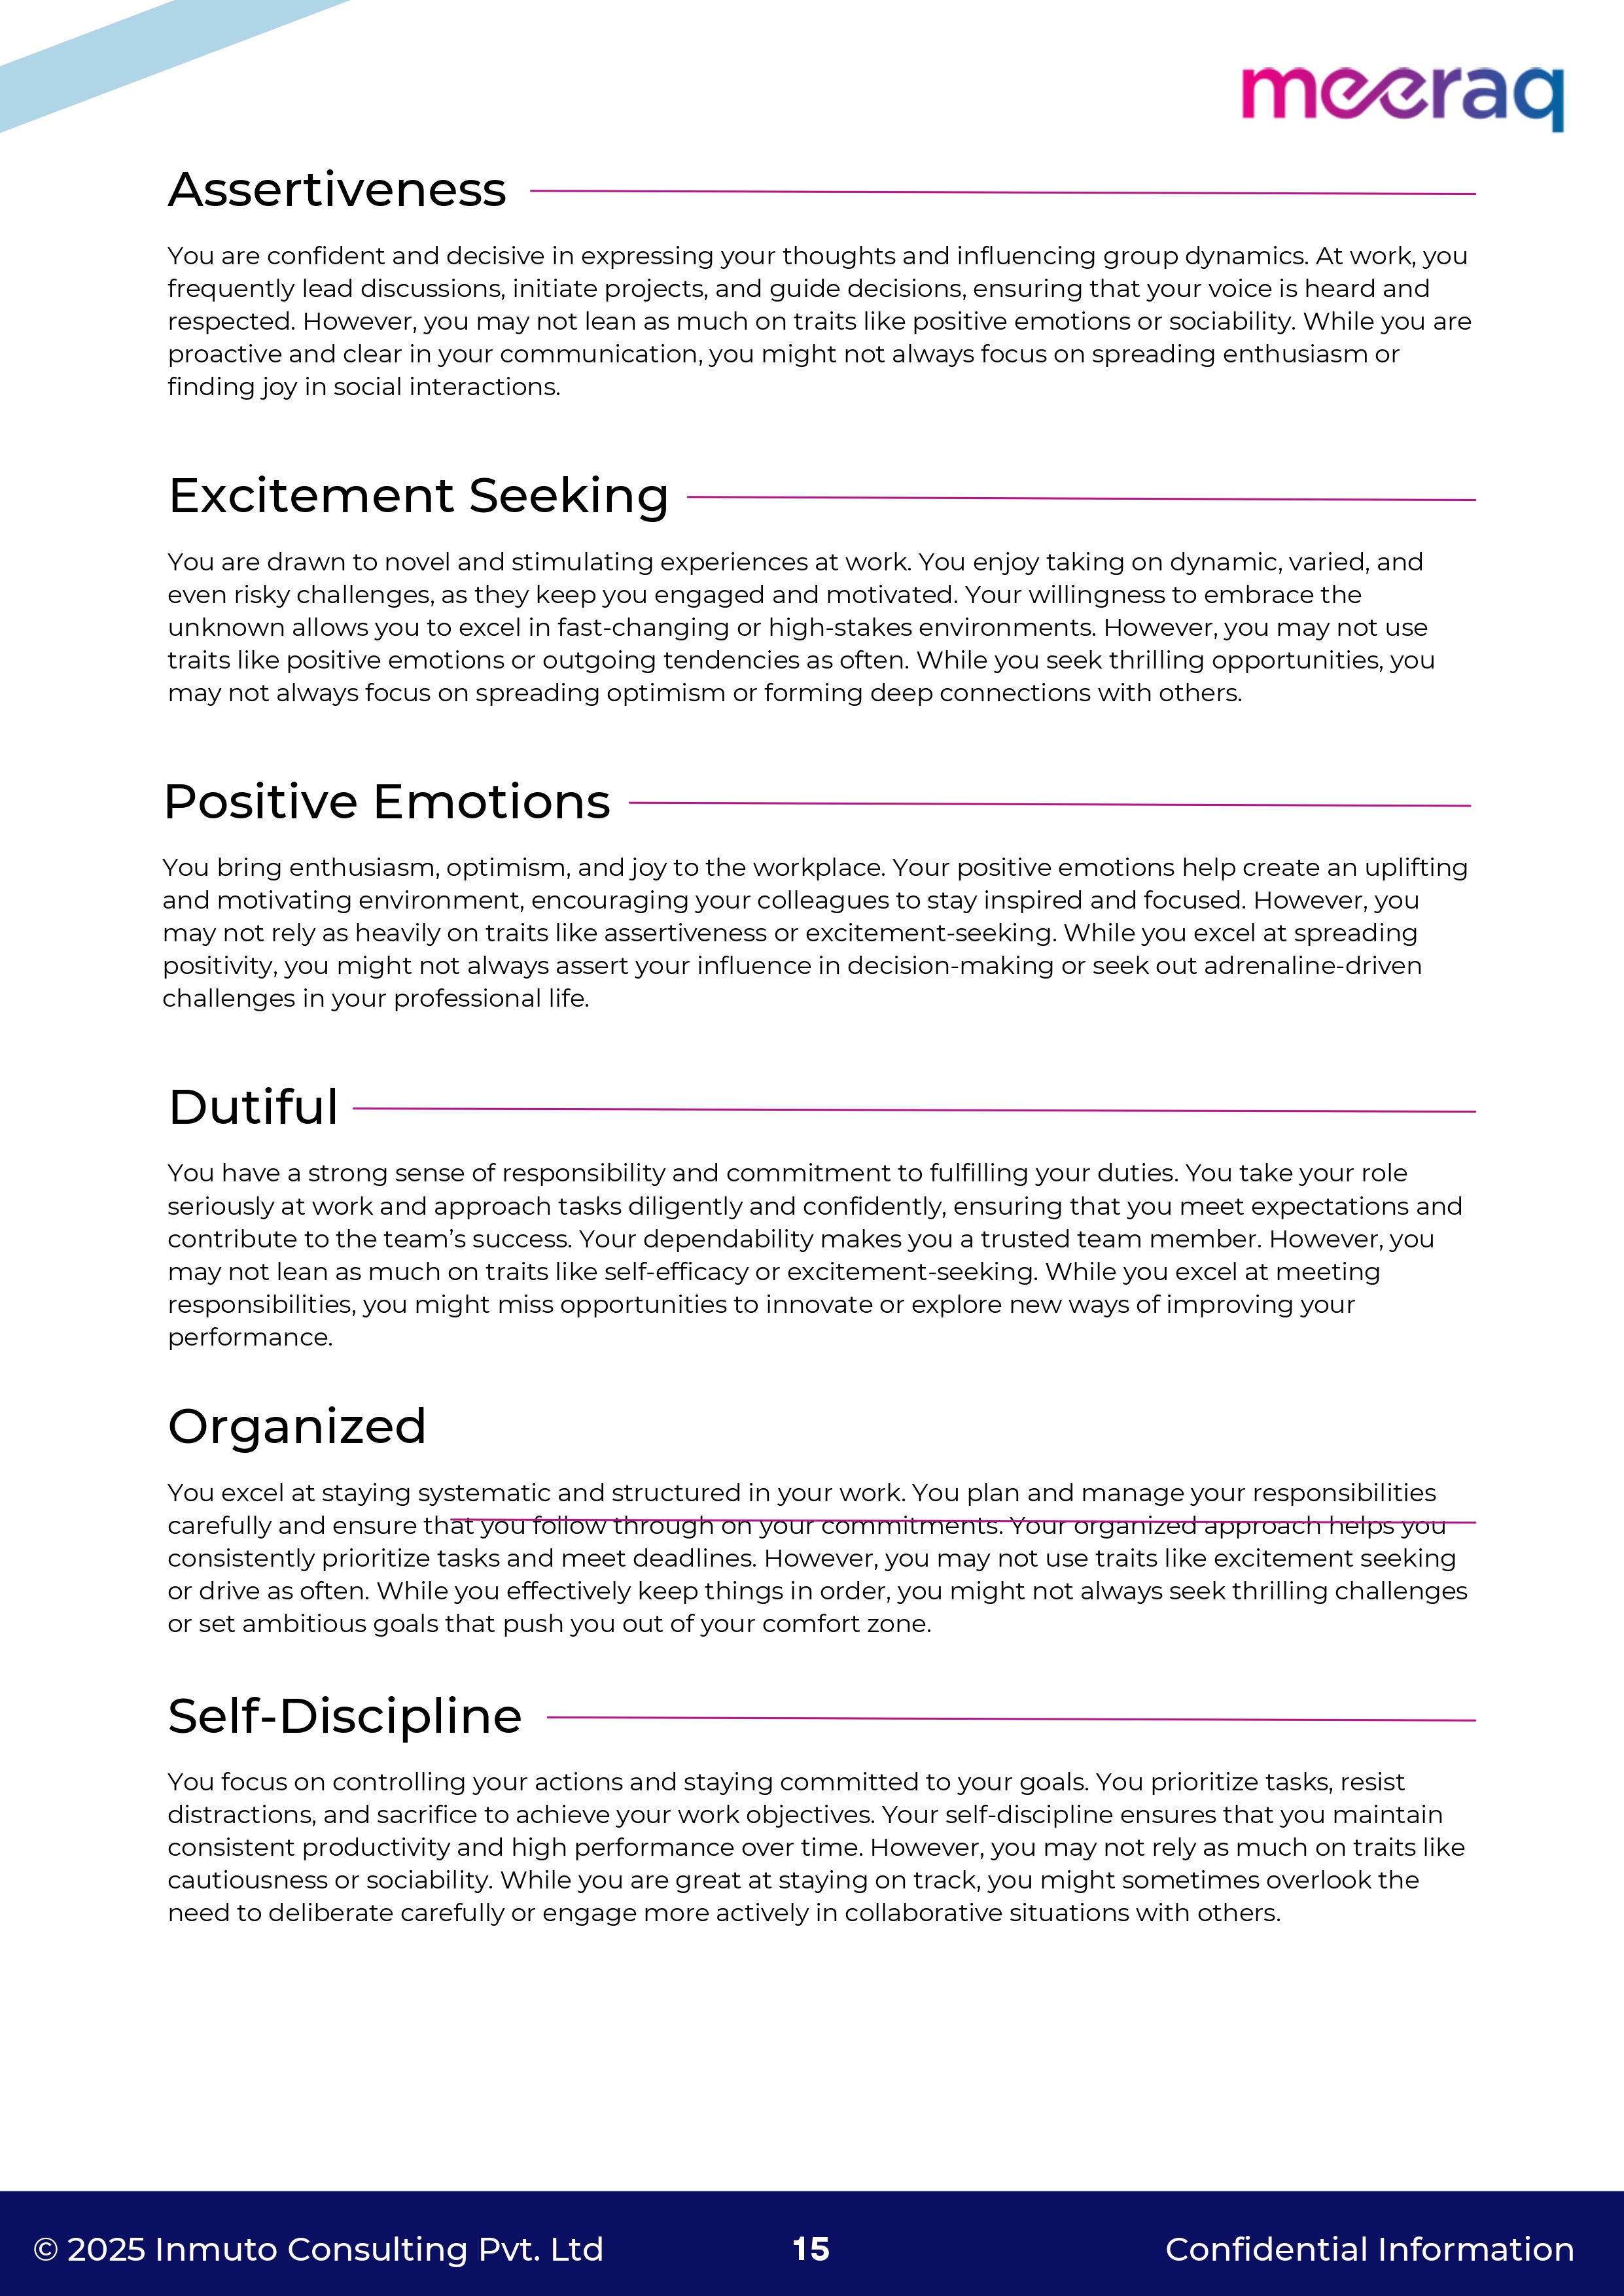 meeraq
Assertiveness
You are confident and decisive in expressing your thoughts and influencing group dynamics. At work, you
frequently lead discussions, initiate projects, and guide decisions, ensuring that your voice is heard and
respected. However, you may not lean as much on traits like positive emotions or sociability. While you are
proactive and clear in your communication, you might not always focus on spreading enthusiasm or
finding joy in social interactions.
Excitement Seeking
You are drawn to novel and stimulating experiences at work. You enjoy taking on dynamic, varied, and
even risky challenges, as they keep you engaged and motivated. Your willingness to embrace the
unknown allows you to excel in fast-changing or high-stakes environments. However, you may not use
traits like positive emotions or outgoing tendencies as often. While you seek thrilling opportunities, you
may not always focus on spreading optimism or forming deep connections with others.
Positive Emotions
You bring enthusiasm, optimism, and joy to the workplace. Your positive emotions help create an uplifting
and motivating environment, encouraging your colleagues to stay inspired and focused. However, you
may not rely as heavily on traits like assertiveness or excitement-seeking. While you excel at spreading
positivity, you might not always assert your influence in decision-making or seek out adrenaline-driven
challenges in your professional life.
Dutiful
You have a strong sense of responsibility and commitment to fulfilling your duties. You take your role
seriously at work and approach tasks diligently and confidently, ensuring that you meet expectations and
contribute to the team’s success. Your dependability makes you a trusted team member. However, you
may not lean as much on traits like self-efficacy or excitement-seeking. While you excel at meeting
responsibilities, you might miss opportunities to innovate or explore new ways of improving your
performance.
Organized
You excel at staying systematic and structured in your work. You plan and manage your responsibilities
carefully and ensure that you follow through on your commitments. Your organized approach helps you
consistently prioritize tasks and meet deadlines. However, you may not use traits like excitement seeking
or drive as often. While you effectively keep things in order, you might not always seek thrilling challenges
or set ambitious goals that push you out of your comfort zone.
Self-Discipline
You focus on controlling your actions and staying committed to your goals. You prioritize tasks, resist
distractions, and sacrifice to achieve your work objectives. Your self-discipline ensures that you maintain
consistent productivity and high performance over time. However, you may not rely as much on traits like
cautiousness or sociability. While you are great at staying on track, you might sometimes overlook the
need to deliberate carefully or engage more actively in collaborative situations with others.
© 2025 Inmuto Consulting Pvt. Ltd
15
Confidential Information